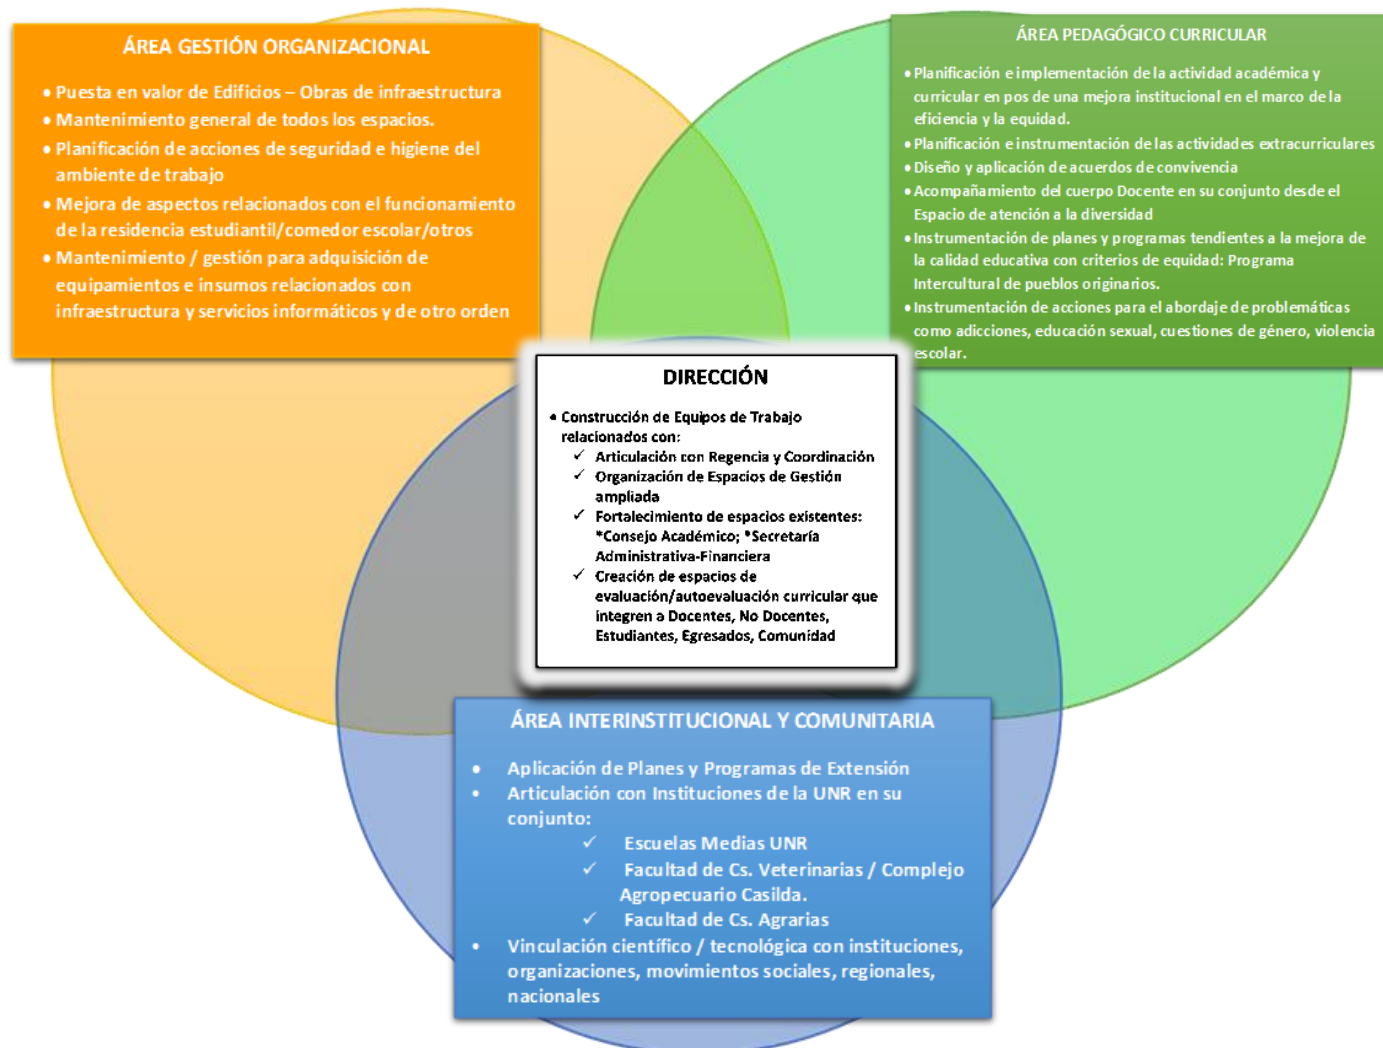 ÁREA GESTIÓN ORGANIZACIONAL
• Puesta en valor de Edificios – Obras de infraestructura
• Mantenimiento general de todos los espacios.
• Planificación de acciones de seguridad e higiene del
ambiente de trabajo
• Mejora de aspectos relacionados con el funcionamiento
de la residencia estudiantil/comedor escolar/otros
• Mantenimiento / gestión para adquisición de
equipamientos e insumos relacionados con
infraestructura y servicios informáticos y de otro orden
ÁREA PEDAGÓGICO CURRICULAR
• Planificación e implementación de la actividad académica y
curricular en pos de una mejora institucional en el marco de la
eficiencia y la equidad.
• Planificación e instrumentación de las actividades extracurriculares
• Diseño y aplicación de acuerdos de convivencia
• Acompañamiento del cuerpo Docente en su conjunto desde el
Espacio de atención a la diversidad
• Instrumentación de planes y programas tendientes a la mejora de
la calidad educativa con criterios de equidad: Programa
Intercultural de pueblos originarios.
• Instrumentación de acciones para el abordaje de problemáticas
como adicciones, educación sexual, cuestiones de género, violencia
escolar.
DIRECCIÓN
• Construcción de Equipos de Trabajo
relacionados con:
✓ Articulación con Regencia y Coordinación
✓ Organización de Espacios de Gestión
ampliada
✓ Fortalecimiento de espacios existentes:
*Consejo Académico; *Secretaría
Administrativa-Financiera
✓ Creación de espacios de
evaluación/autoevaluación curricular que
integren a Docentes, No Docentes,
Estudiantes, Egresados, Comunidad
ÁREA INTERINSTITUCIONAL Y COMUNITARIA
• Aplicación de Planes y Programas de Extensión
• Articulación con Instituciones de la UNR en su
conjunto:
✓ Escuelas Medias UNR
✓ Facultad de Cs. Veterinarias / Complejo
Agropecuario Casilda.
✓ Facultad de Cs. Agrarias
• Vinculación científico / tecnológica con instituciones,
organizaciones, movimientos sociales, regionales,
nacionales